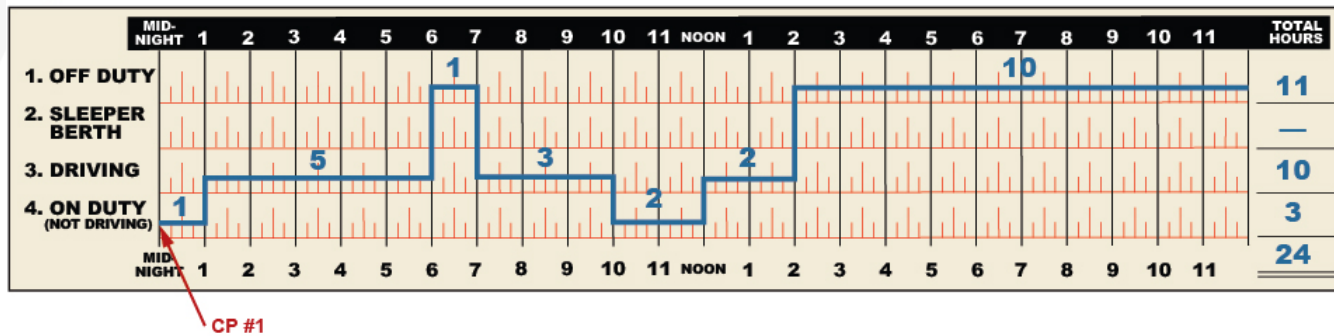 MID-
NIGHT 1 2 3 4 5 6 7 8 9 10 11 NOON 1 2 3 4 5 6 7 8 9 10 11 TOTAL HOURS
1. OFF DUTY 1 10 11
2. SLEEPER
BERTH —
3. DRIVING 5 3 2 10
4. ON DUTY 1 2 3
(NOT DRIVING)
MID-
NIGHT 1 2 3 4 5 6 7 8 9 10 11 NOON 1 2 3 4 5 6 7 8 9 10 11 24
CP #1